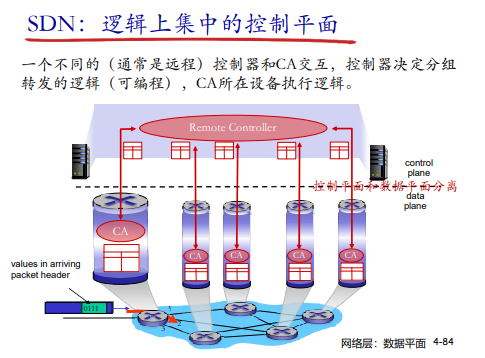 SDN：逻辑上集中的控制平面
一个不同的（通常是远程）控制器和CA交互，控制器决定分组
转发的逻辑（可编程），CA所在设备执行逻辑。
Remote Controller
control
plane
控制平面和数据平面分离
data
plane
CA
CA
CA
CA
CA
values in arriving
packet header
0111
1
2
3
网络层：数据平面 4-84